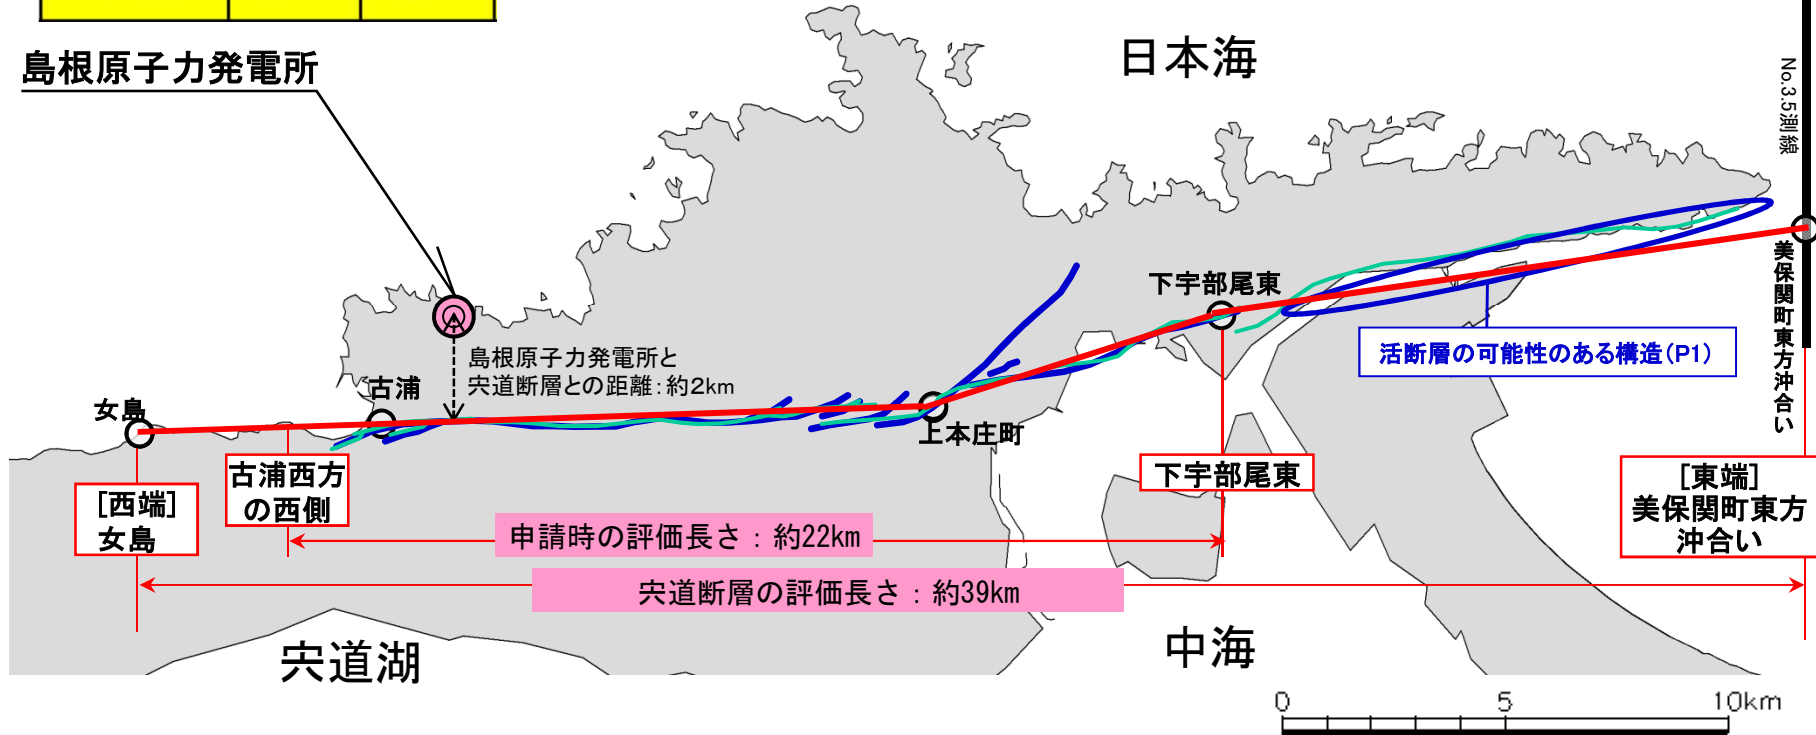 島根原子力発電所
日本海
No.3.5測線
美保関町東方沖合い
下宇部尾東
活断層の可能性のある構造(P1)
島根原子力発電所と
宍道断層との距離:約2km
古浦
女島
上本庄町
[西端]
女島
古浦西方
の西側
下宇部尾東
[東端]
美保関町東方
沖合い
申請時の評価長さ:約22km
宍道断層の評価長さ:約39km
宍道湖
中海
0 5 10km